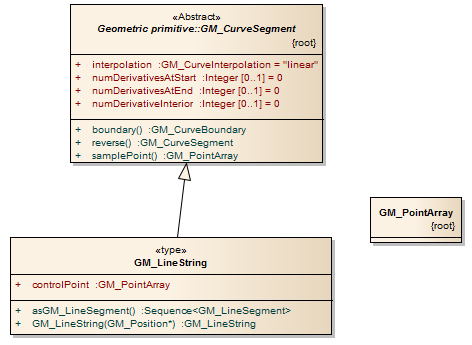 «Abstract»
Geometric primitive::GM_CurveSegment
{root}
+ interpolation :GM_CurveInterpolation = "linear"
+ numDerivativesAtStart :Integer [0..1] = 0
+ numDerivativesAtEnd :Integer [0..1] = 0
+ numDerivativeInterior :Integer [0..1] = 0
+ boundary() :GM_CurveBoundary
+ reverse() :GM_CurveSegment
+ samplePoint() :GM_PointArray
GM_PointArray
{root}
«type»
GM_LineString
+ controlPoint :GM_PointArray
+ asGM_LineSegment() :Sequence<GM_LineSegment>
+ GM_LineString(GM_Position*) :GM_LineString